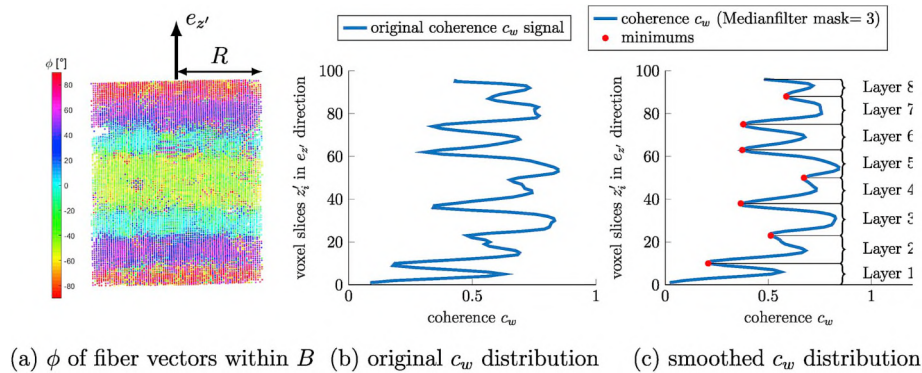 e_{z'}
R
ϕ [°]
80
60
40
20
0
-20
-40
-60
-80
original coherence c_w signal
100
80
60
40
20
0
voxel slices z'_i in e_{z'} direction
0
0.5
1
coherence c_w
coherence c_w (Medianfilter mask= 3)
minimums
100
80
60
40
20
0
voxel slices z'_i in e_{z'} direction
0
0.5
1
coherence c_w
Layer 8
Layer 7
Layer 6
Layer 5
Layer 4
Layer 3
Layer 2
Layer 1
(a) ϕ of fiber vectors within B
(b) original c_w distribution
(c) smoothed c_w distribution